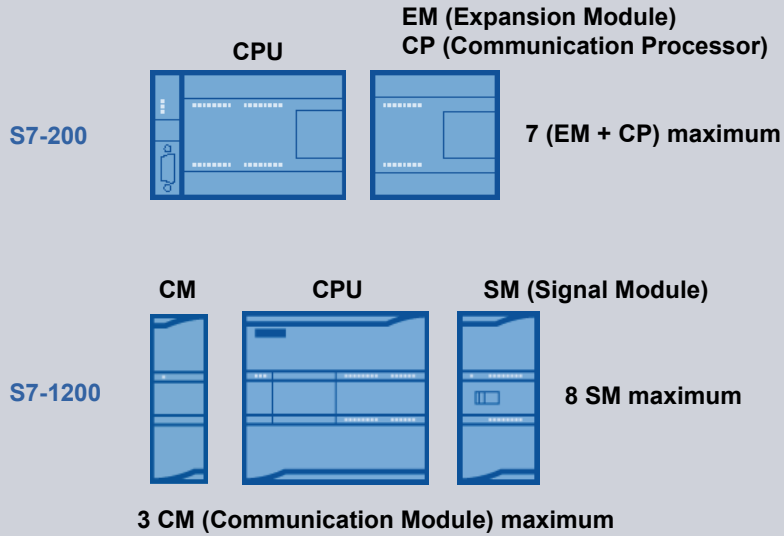 EM (Expansion Module)
CP (Communication Processor)
CPU
S7-200
7 (EM + CP) maximum
CM
CPU
SM (Signal Module)
S7-1200
8 SM maximum
3 CM (Communication Module) maximum